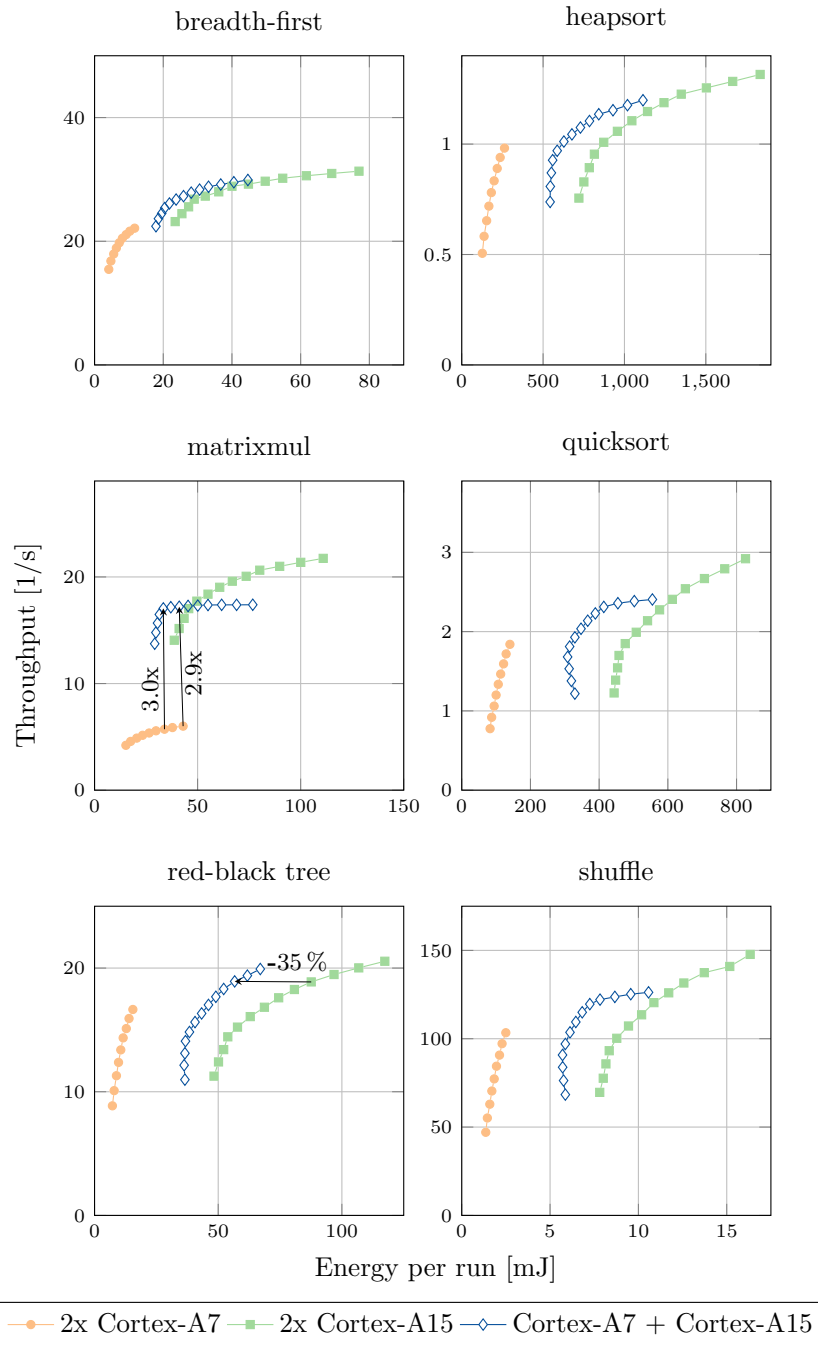 breadth-first
heapsort
40
20
0
0 20 40 60 80
1
0.5
0
0 500 1,000 1,500
matrixmul
quicksort
Throughput [1/s]
20
10
0
0 50 100 150
3.0x
2.9x
3
2
1
0
0 200 400 600 800
red-black tree
shuffle
20
10
0
0 50 100
-35 %
150
100
50
0
0 5 10 15
Energy per run [mJ]
2x Cortex-A7 2x Cortex-A15 Cortex-A7 + Cortex-A15